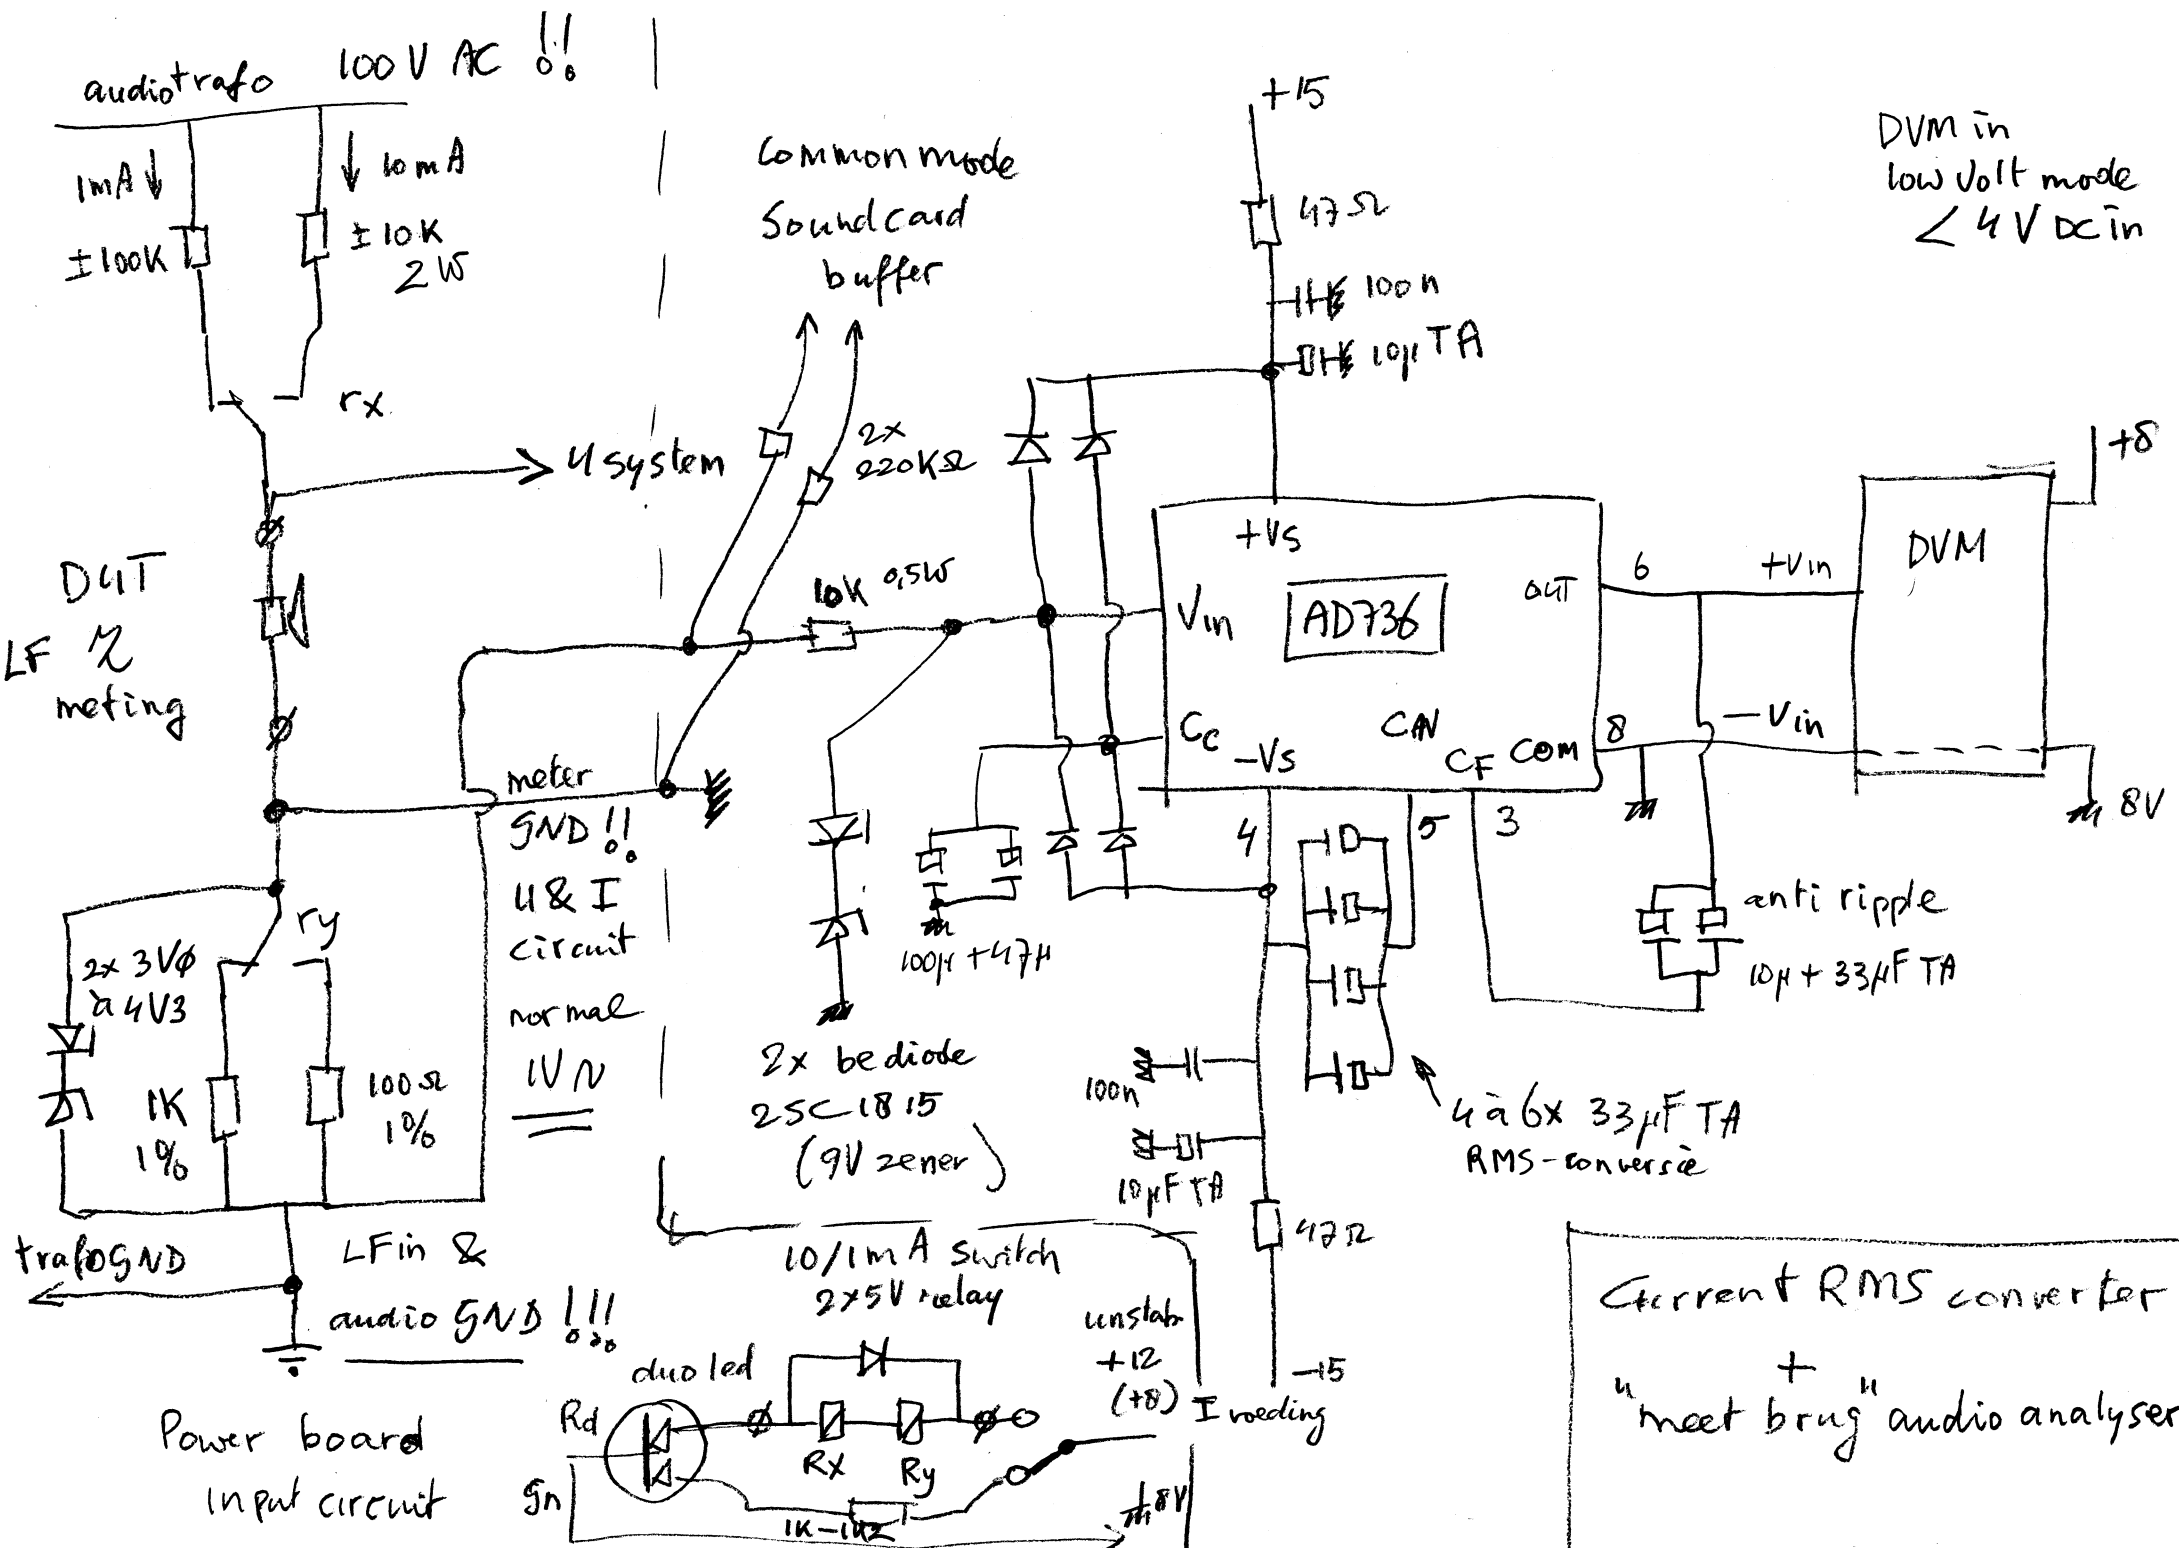 audiotrafo 100V AC !!
1mA
10mA
±100K
±10K
2W
rx
U system
DUT
LF Z
meting
Common mode
Soundcard
buffer
2x
220KΩ
10K 0,5W
+15
47Ω
100n
10µ TA
DVM in
low Volt mode
< 4V DC in
+8
+Vs
Vin
AD736
OUT
6
+Vin
DVM
Cc
-Vs
CAV
CF
COM
8
-Vin
8V
4
5
3
meter
GND !!
U & I
circuit
normal
1V~
ry
2x 3VØ
à 4V3
1K
1%
100Ω
1%
100µ + 47µ
2x be diode
2SC1815
(9V zener)
100n
10µF TA
47Ω
-15
4 à 6x 33µF TA
RMS-conversie
anti ripple
10µ + 33µF TA
trafoGND
LFin &
audio GND !!!
10/1mA switch
2x5V relay
unstab
+12
(+8)
I voeding
duo led
Rd
gn
Rx
Ry
1K-1K2
8V
Power board
input circuit
Current RMS converter
+
"meet brug" audio analyser